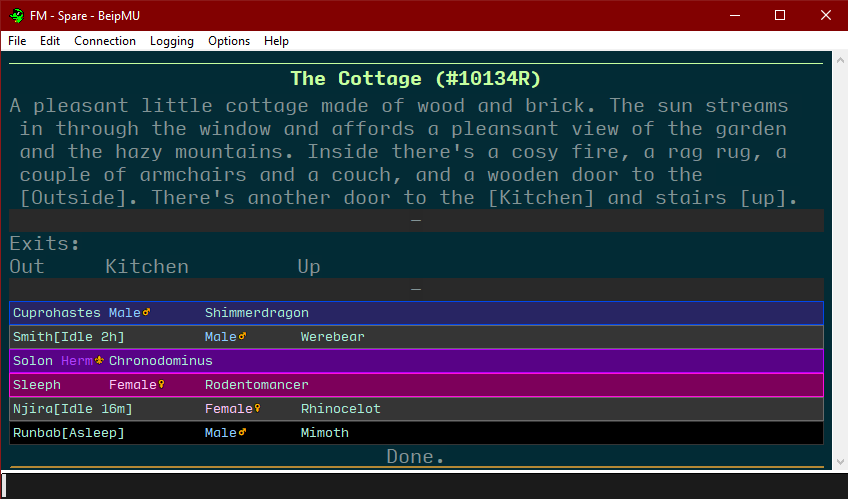 FM - Spare - BeipMU
File Edit Connection Logging Options Help
The Cottage (#10134R)
A pleasant little cottage made of wood and brick. The sun streams
in through the window and affords a pleansant view of the garden
and the hazy mountains. Inside there's a cosy fire, a rag rug, a
couple of armchairs and a couch, and a wooden door to the
[Outside]. There's another door to the [Kitchen] and stairs [up].
—
Exits:
Out Kitchen Up
—
Cuprohastes Male♂ Shimmerdragon
Smith[Idle 2h] Male♂ Werebear
Solon Herm⚘ Chronodominus
Sleeph Female♀ Rodentomancer
Njira[Idle 16m] Female♀ Rhinocelot
Runbab[Asleep] Male♂ Mimoth
Done.